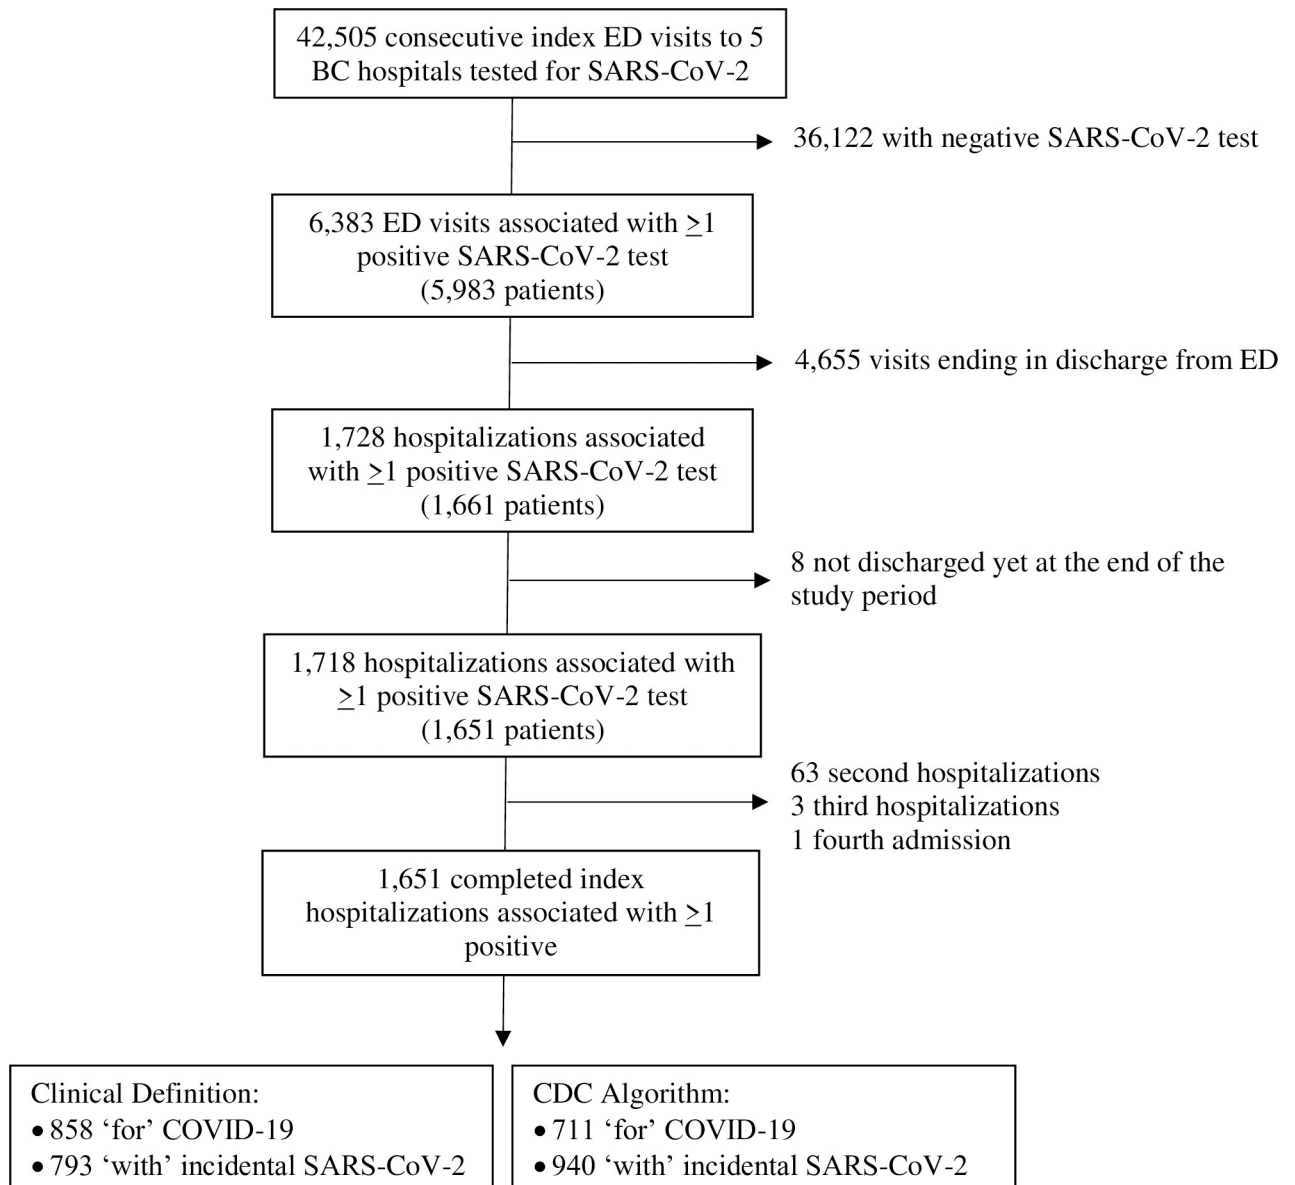 42,505 consecutive index ED visits to 5
BC hospitals tested for SARS-CoV-2
36,122 with negative SARS-CoV-2 test
6,383 ED visits associated with ≥1
positive SARS-CoV-2 test
(5,983 patients)
4,655 visits ending in discharge from ED
1,728 hospitalizations associated
with ≥1 positive SARS-CoV-2 test
(1,661 patients)
8 not discharged yet at the end of the
study period
1,718 hospitalizations associated with
≥1 positive SARS-CoV-2 test
(1,651 patients)
63 second hospitalizations
3 third hospitalizations
1 fourth admission
1,651 completed index
hospitalizations associated with ≥1
positive
Clinical Definition:
• 858 ‘for’ COVID-19
• 793 ‘with’ incidental SARS-CoV-2
CDC Algorithm:
• 711 ‘for’ COVID-19
• 940 ‘with’ incidental SARS-CoV-2